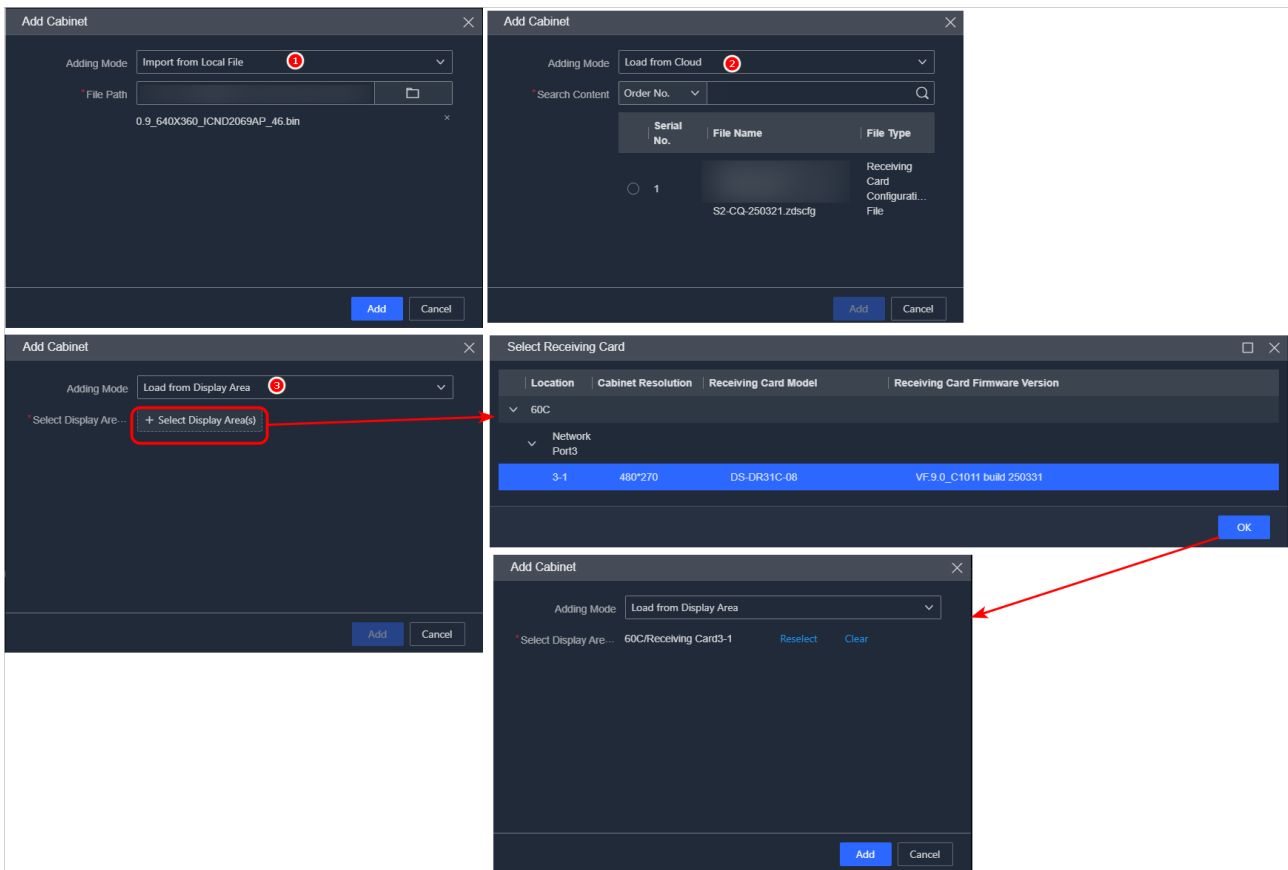 Add Cabinet
Adding Mode Import from Local File 1
*File Path
0.9_640X360_ICND2069AP_46.bin ×
Add Cancel
Add Cabinet
Adding Mode Load from Cloud 2
*Search Content Order No.
Serial
No. File Name File Type
1
S2-CQ-250321.zdscfg
Receiving
Card
Configurati...
File
Add Cancel
Add Cabinet
Adding Mode Load from Display Area 3
*Select Display Are··· + Select Display Area(s)
Add Cancel
Select Receiving Card
Location Cabinet Resolution Receiving Card Model Receiving Card Firmware Version
60C
Network
Port3
3-1 480*270 DS-DR31C-08 VF.9.0_C1011 build 250331
OK
Add Cabinet
Adding Mode Load from Display Area
*Select Display Are··· 60C/Receiving Card3-1 Reselect Clear
Add Cancel